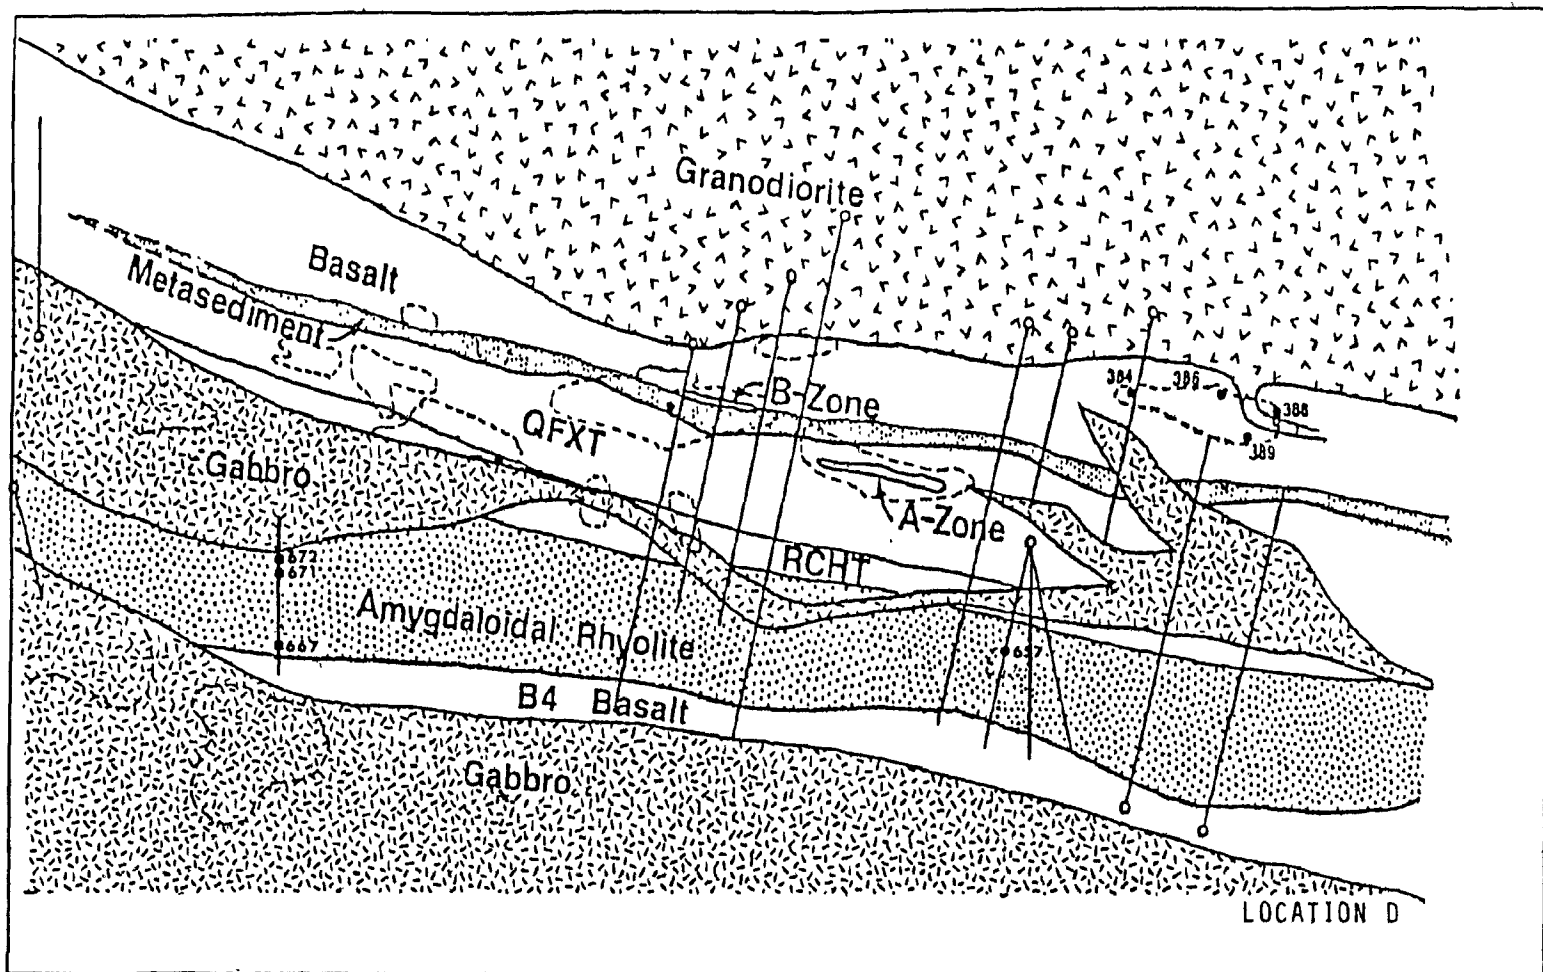 Granodiorite
Basalt
Metasediment
B-Zone
384
386
388
389
QFXT
Gabbro
A-Zone
RCHT
672
671
Amygdaloidal Rhyolite
667
657
B4 Basalt
Gabbro
LOCATION D